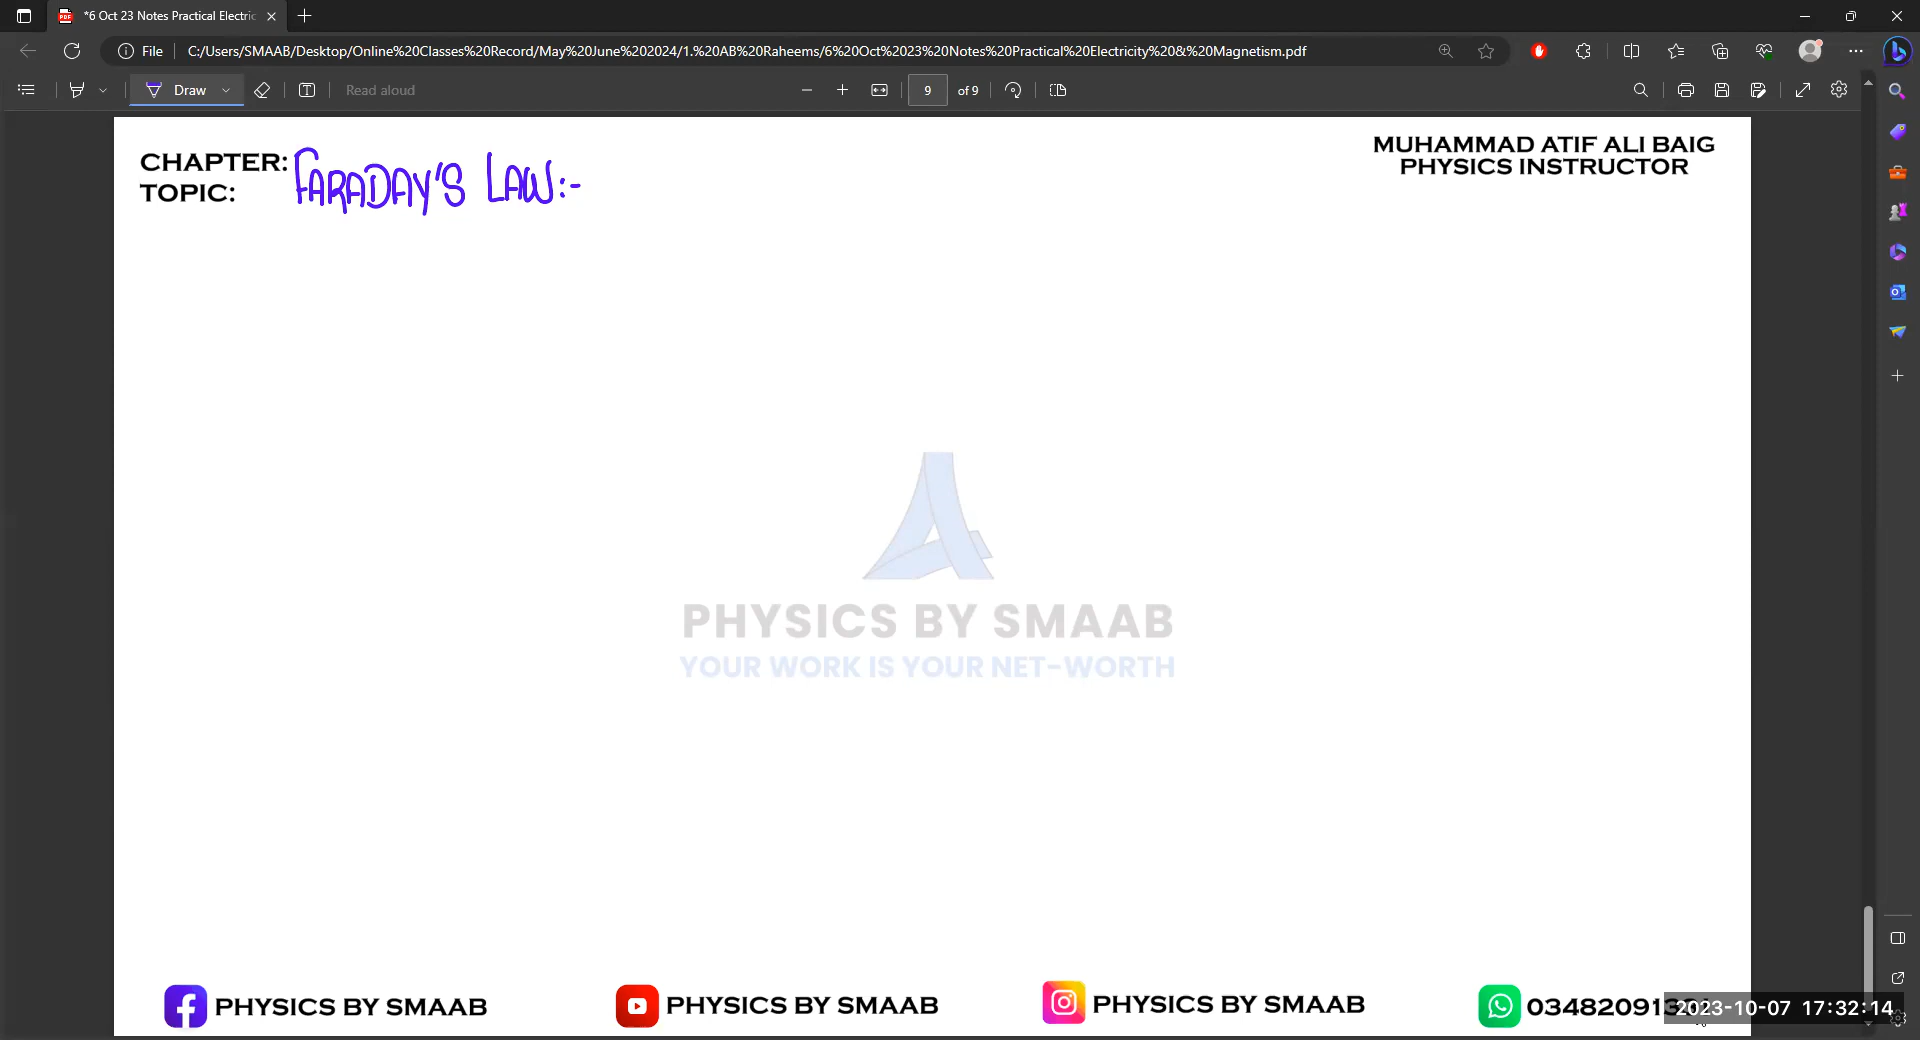 *6 Oct 23 Notes Practical Electric
File
C:/Users/SMAAB/Desktop/Online%20Classes%20Record/May%20June%202024/1.%20AB%20Raheems/6%20Oct%2023%20Notes%20Practical%20Electricity%20&%20Magnetism.pdf
Draw
Read aloud
9 of 9
CHAPTER:
TOPIC:
FARADAY'S LAW:-
MUHAMMAD ATIF ALI BAIG
PHYSICS INSTRUCTOR
PHYSICS BY SMAAB
YOUR WORK IS YOUR NET-WORTH
PHYSICS BY SMAAB
PHYSICS BY SMAAB
PHYSICS BY SMAAB
2023-10-07 17:32:14